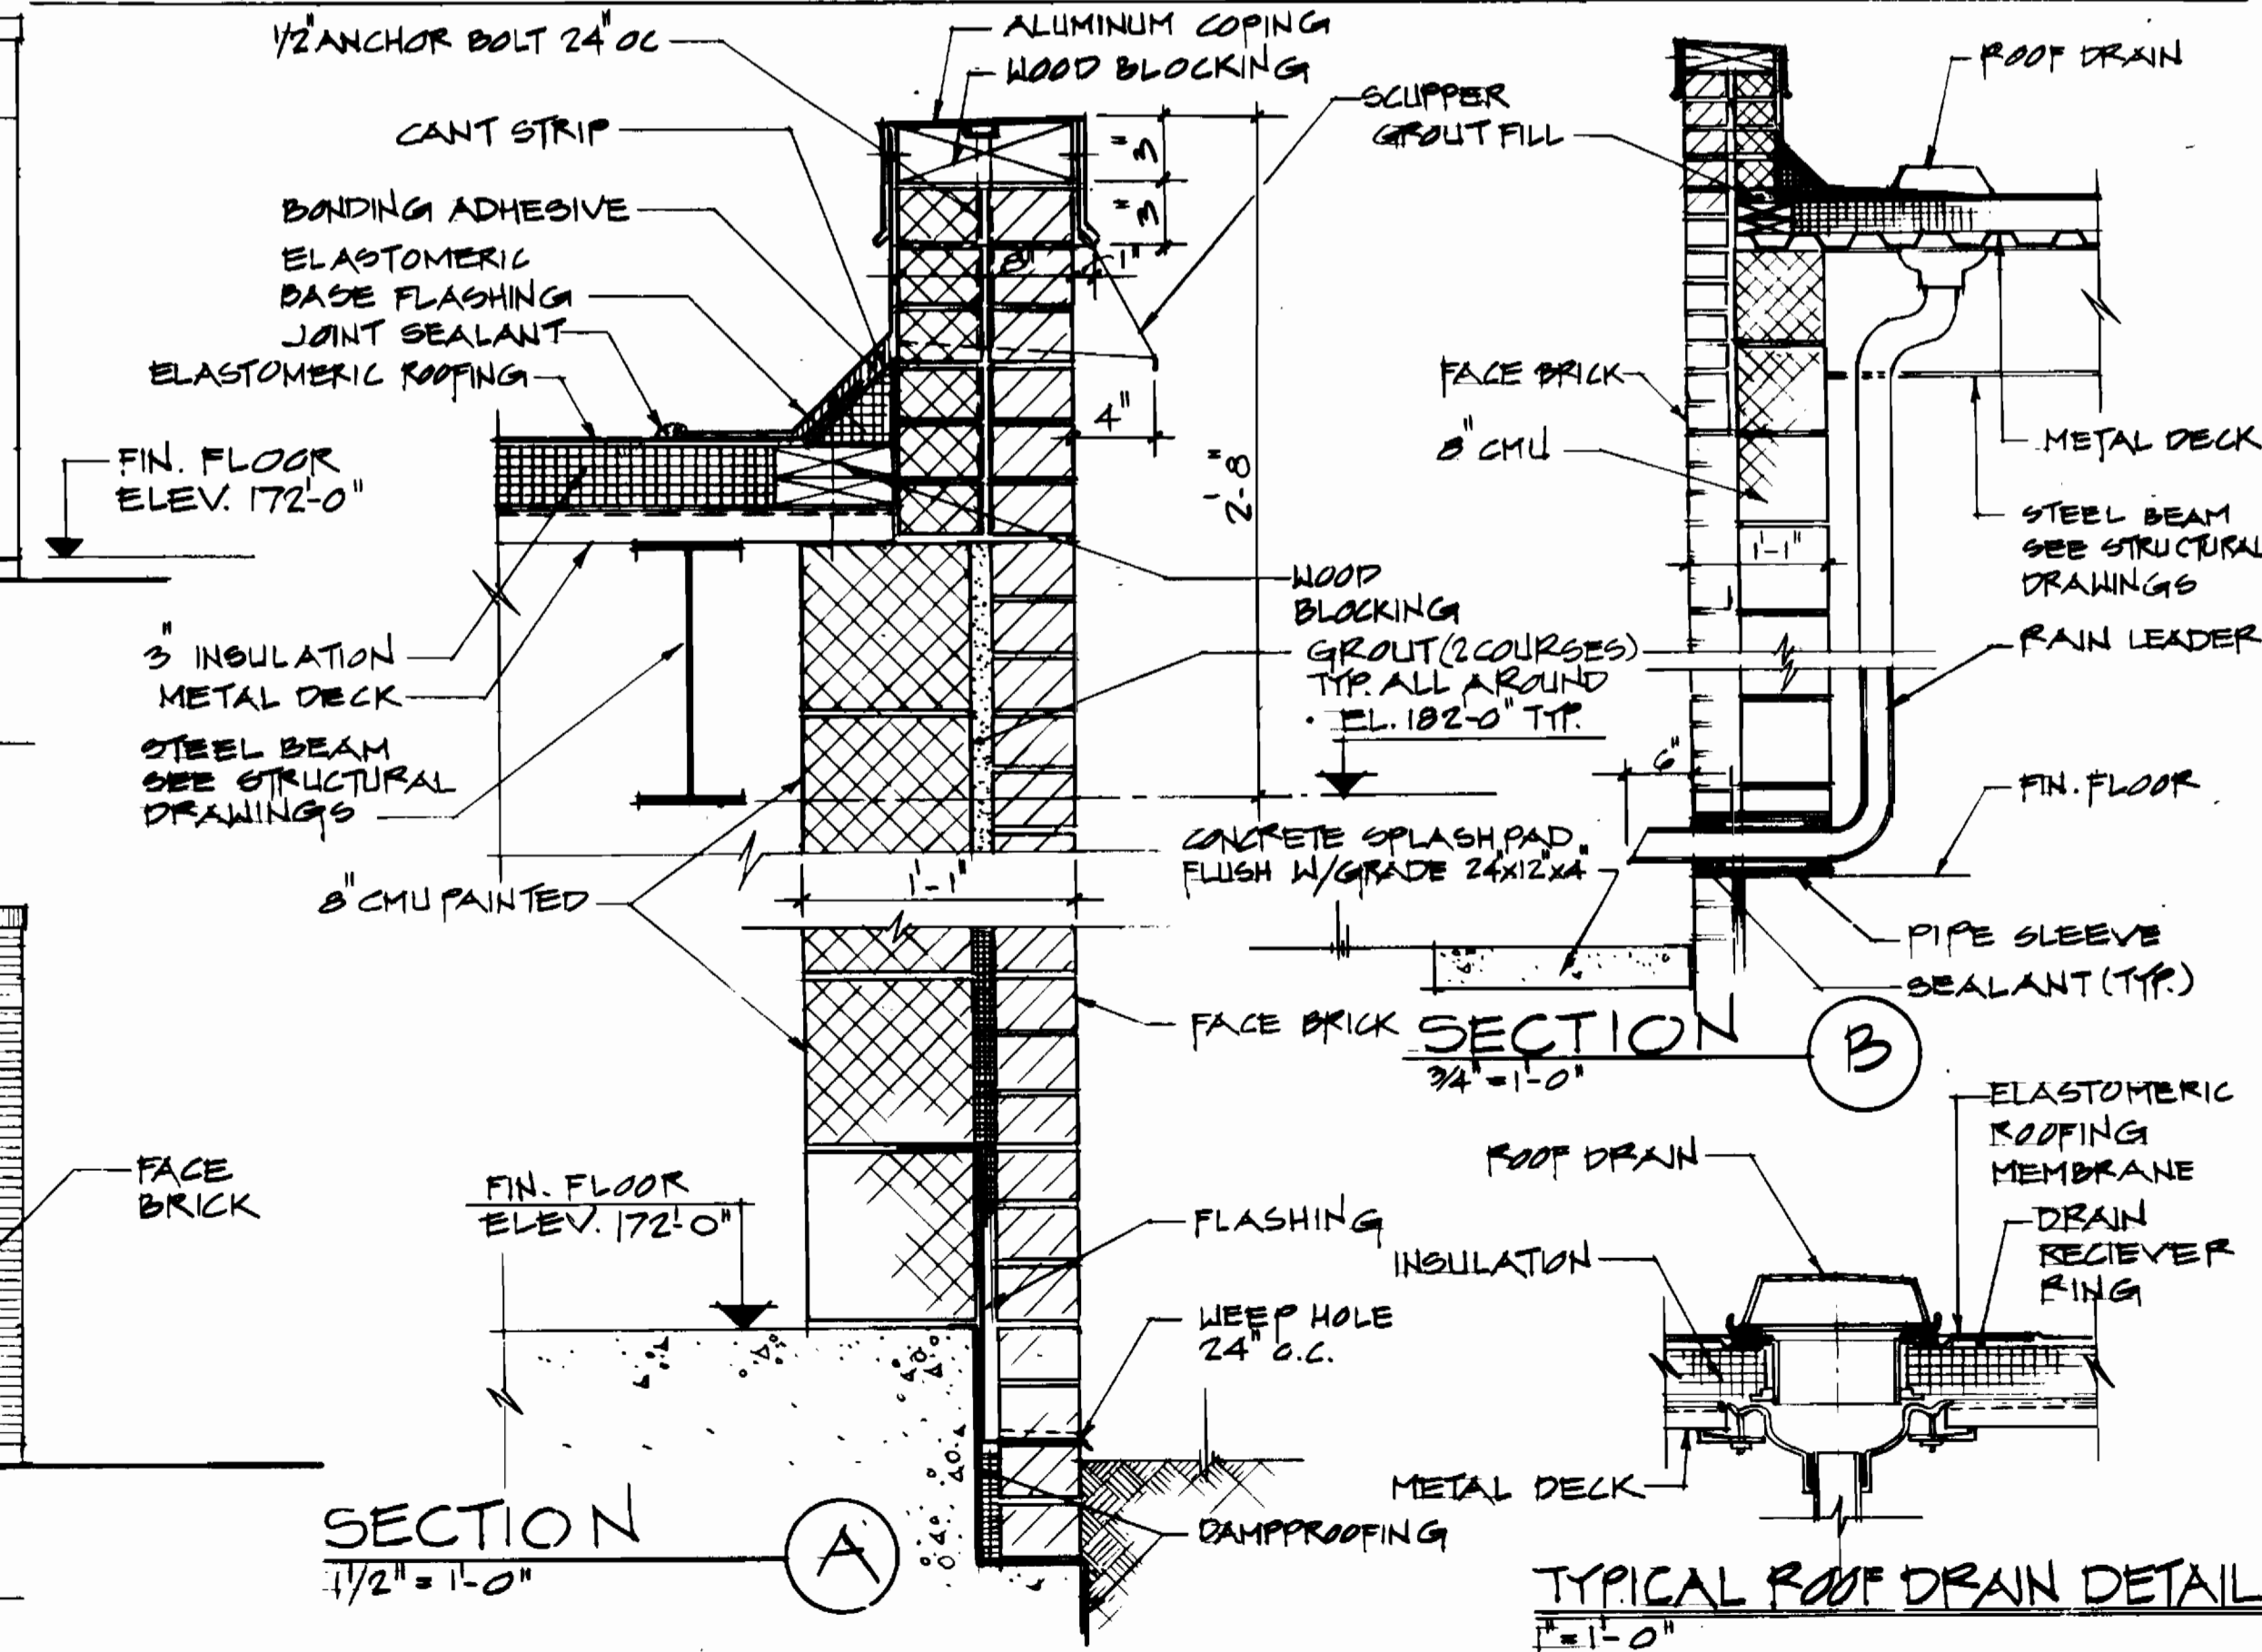 1/2" ANCHOR BOLT 24" OC
ALUMINUM COPING
WOOD BLOCKING
CANT STRIP
BONDING ADHESIVE
ELASTOMERIC
BASE FLASHING
JOINT SEALANT
ELASTOMERIC ROOFING
FIN. FLOOR
ELEV. 172'-0"
3" INSULATION
METAL DECK
STEEL BEAM
SEE STRUCTURAL
DRAWINGS
8" CMU PAINTED
FACE
BRICK
FIN. FLOOR
ELEV. 172'-0"
3"
3"
8"
1"
4"
2'-8"
1'-1"
SCUPPER
WOOD
BLOCKING
GROUT (2 COURSES)
TYP. ALL AROUND
EL. 182'-0" TYP.
FACE BRICK
FLASHING
WEEP HOLE
24" O.C.
DAMPPROOFING
SECTION
A
1 1/2" = 1'-0"
ROOF DRAIN
GROUT FILL
FACE BRICK
8" CMU
1'-1"
METAL DECK
STEEL BEAM
SEE STRUCTURAL
DRAWINGS
RAIN LEADER
6"
FIN. FLOOR
CONCRETE SPLASH PAD
FLUSH W/GRADE 24"x12"x4"
PIPE SLEEVE
SEALANT (TYP.)
SECTION
B
3/4" = 1'-0"
ELASTOMERIC
ROOFING
MEMBRANE
ROOF DRAIN
DRAIN
RECIEVER
RING
INSULATION
METAL DECK
TYPICAL ROOF DRAIN DETAIL
1" = 1'-0"